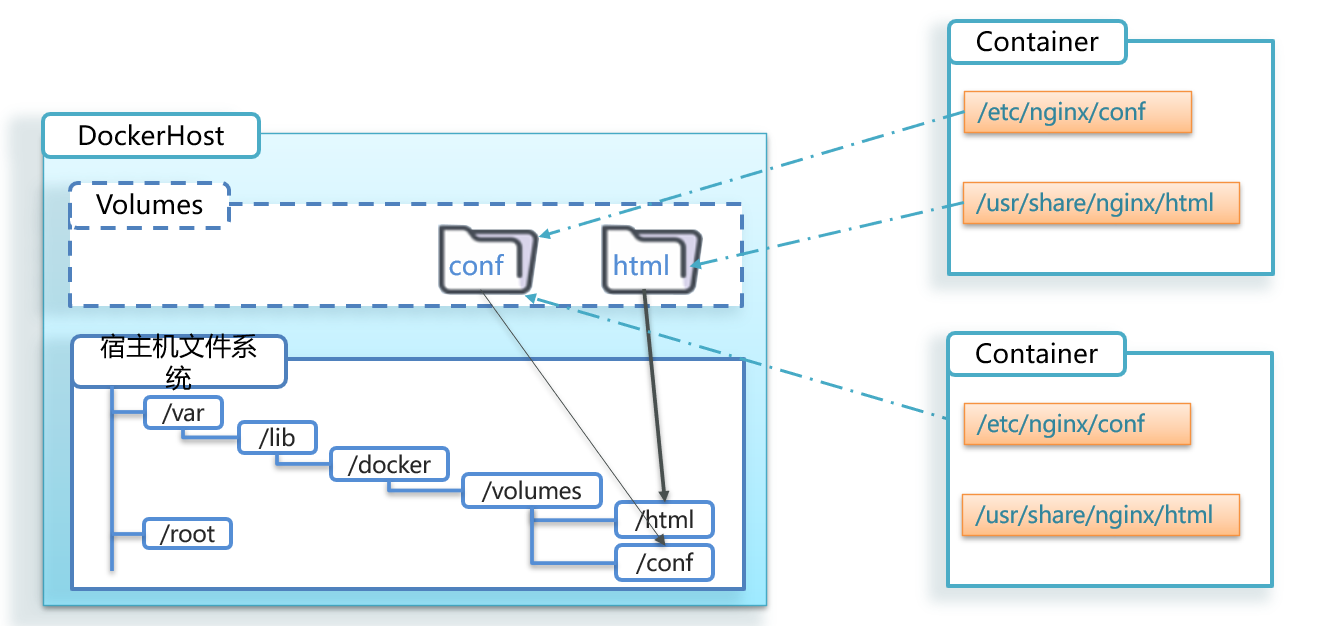 Container
/etc/nginx/conf
/usr/share/nginx/html
DockerHost
Volumes
conf
html
宿主机文件系
统
/var
/lib
/docker
/volumes
/html
/root
/conf
Container
/etc/nginx/conf
/usr/share/nginx/html